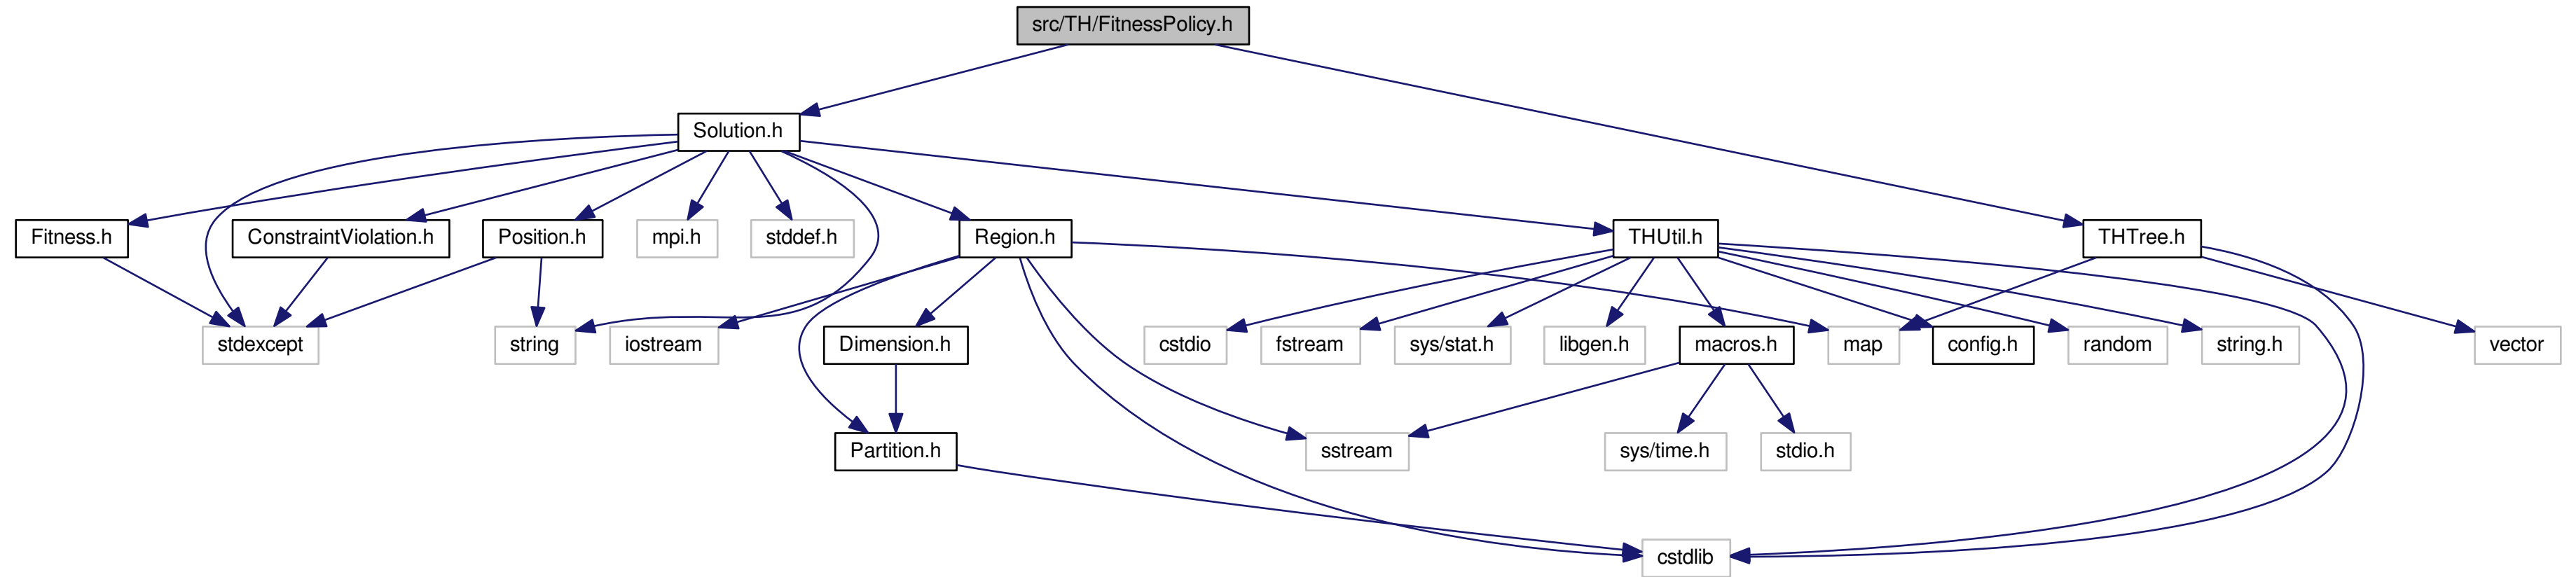 src/TH/FitnessPolicy.h
Solution.h
Fitness.h
ConstraintViolation.h
Position.h
mpi.h
stddef.h
Region.h
THUtil.h
THTree.h
stdexcept
string
iostream
Dimension.h
cstdio
fstream
sys/stat.h
libgen.h
macros.h
map
config.h
random
string.h
vector
Partition.h
sstream
sys/time.h
stdio.h
cstdlib